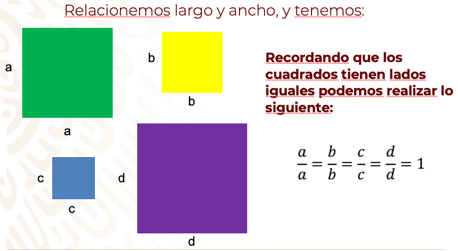 Relacionemos largo y ancho, y tenemos:
a
a
b
b
Recordando que los
cuadrados tienen lados
iguales podemos realizar lo
siguiente:
a/a = b/b = c/c = d/d = 1
c
c
d
d